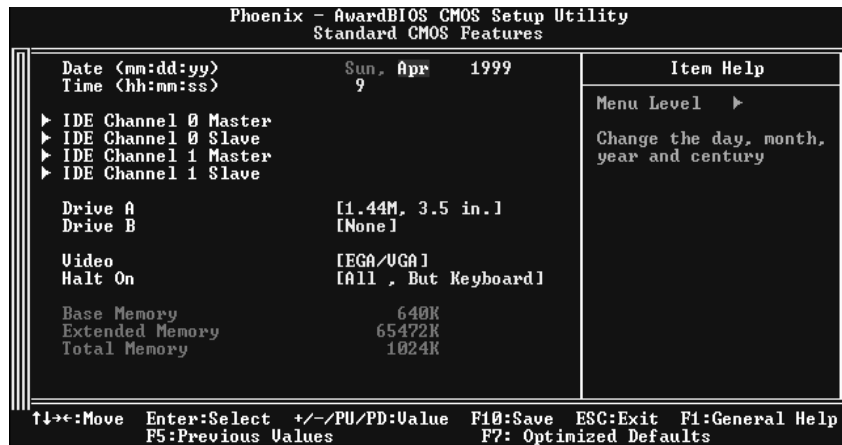 Phoenix - AwardBIOS CMOS Setup Utility
Standard CMOS Features
Date (mm:dd:yy) Sun, Apr 1999
Time (hh:mm:ss) 9
IDE Channel 0 Master
IDE Channel 0 Slave
IDE Channel 1 Master
IDE Channel 1 Slave
Drive A [1.44M, 3.5 in.]
Drive B [None]
Video [EGA/VGA]
Halt On [All , But Keyboard]
Base Memory 640K
Extended Memory 65472K
Total Memory 1024K
Item Help
Menu Level
Change the day, month,
year and century
↑↓→←:Move Enter:Select +/-/PU/PD:Value F10:Save ESC:Exit F1:General Help
F5:Previous Values F7: Optimized Defaults